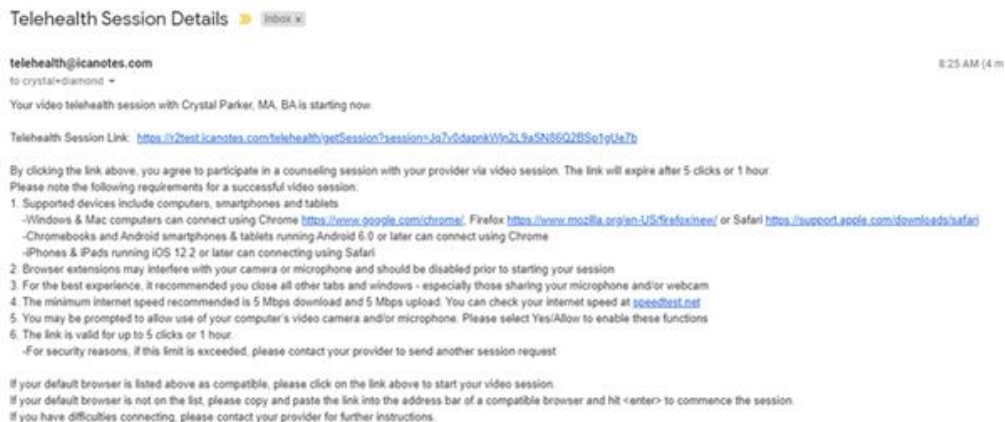 Telehealth Session Details
Inbox x
telehealth@icanotes.com
8:25 AM (4 m
to crystal+diamond
Your video telehealth session with Crystal Parker, MA, BA is starting now.
Telehealth Session Link: https://r2test.icanotes.com/telehealth/getSession?session=
By clicking the link above, you agree to participate in a counseling session with your provider via video session. The link will expire after 5 clicks or 1 hour.
Please note the following requirements for a successful video session:
1. Supported devices include computers, smartphones and tablets
-Windows & Mac computers can connect using Chrome https://www.google.com/chrome/, Firefox https://www.mozilla.org/en-US/firefox/new/ or Safari https://support.apple.com/downloads/safari
-Chromebooks and Android smartphones & tablets running Android 6.0 or later can connect using Chrome
-iPhones & iPads running iOS 12.2 or later can connecting using Safari
2. Browser extensions may interfere with your camera or microphone and should be disabled prior to starting your session
3. For the best experience, it recommended you close all other tabs and windows - especially those sharing your microphone and/or webcam
4. The minimum internet speed recommended is 5 Mbps download and 5 Mbps upload. You can check your internet speed at speedtest.net
5. You may be prompted to allow use of your computer's video camera and/or microphone. Please select Yes/Allow to enable these functions
6. The link is valid for up to 5 clicks or 1 hour.
-For security reasons, if this limit is exceeded, please contact your provider to send another session request
If your default browser is listed above as compatible, please click on the link above to start your video session.
If your default browser is not on the list, please copy and paste the link into the address bar of a compatible browser and hit <enter> to commence the session.
If you have difficulties connecting, please contact your provider for further instructions.